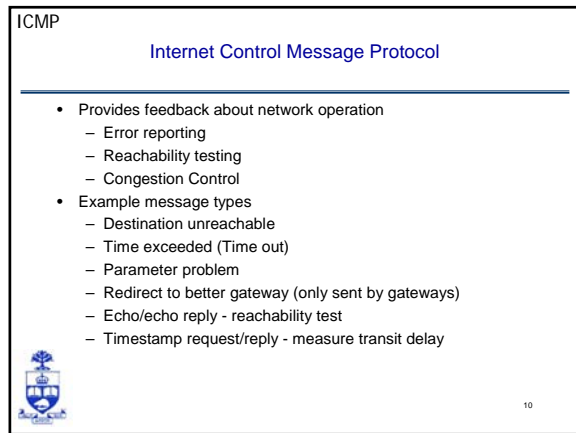 ICMP
Internet Control Message Protocol
• Provides feedback about network operation
– Error reporting
– Reachability testing
– Congestion Control
• Example message types
– Destination unreachable
– Time exceeded (Time out)
– Parameter problem
– Redirect to better gateway (only sent by gateways)
– Echo/echo reply - reachability test
– Timestamp request/reply - measure transit delay
10